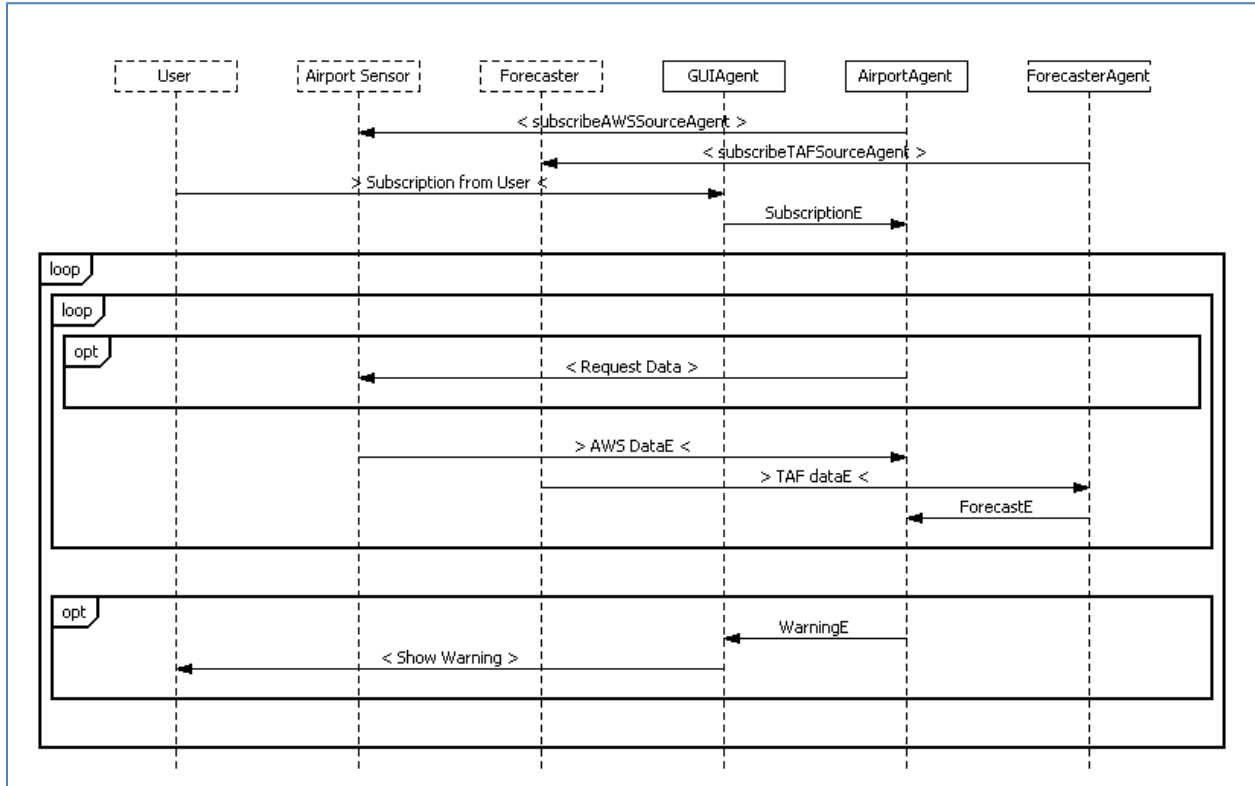 User
Airport Sensor
Forecaster
GUIAgent
AirportAgent
ForecasterAgent
< subscribeAWSSourceAgent >
< subscribeTAFSourceAgent >
> Subscription from User <
SubscriptionE
loop
loop
opt
< Request Data >
> AWS DataE <
> TAF dataE <
ForecastE
opt
WarningE
< Show Warning >